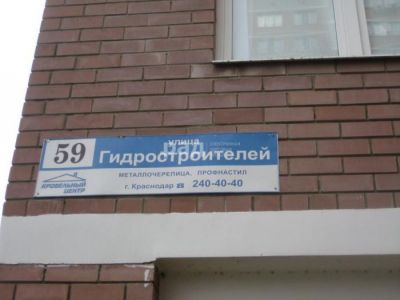 59
улица
Гидростроителей
МЕТАЛЛОЧЕРЕПИЦА. ПРОФНАСТИЛ
КРОВЕЛЬНЫЙ
ЦЕНТР
г. Краснодар ☎ 240-40-40